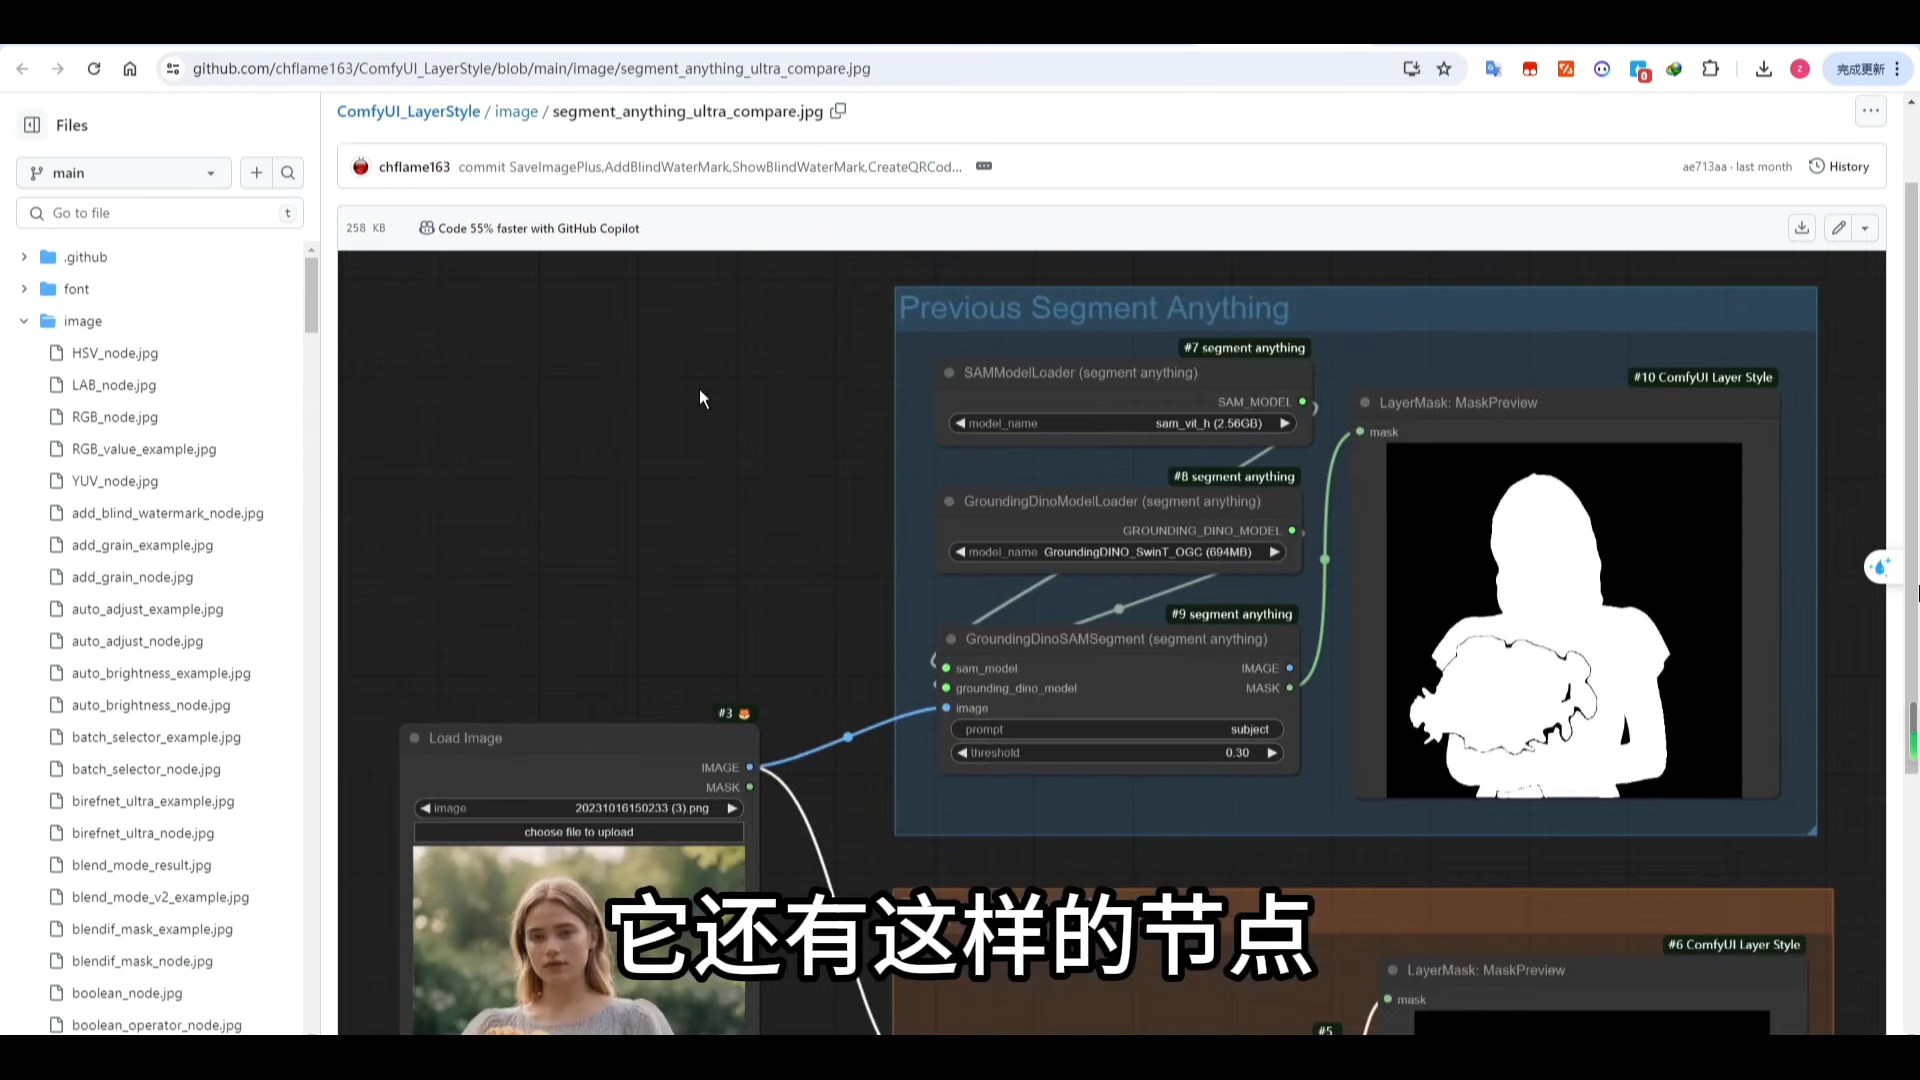 github.com/chflame163/ComfyUI_LayerStyle/blob/main/image/segment_anything_ultra_compare.jpg
0
z
完成更新
Files
ComfyUI_LayerStyle / image / segment_anything_ultra_compare.jpg
main
chflame163 commit SaveImagePlus,AddBlindWaterMark,ShowBlindWaterMark,CreateQRCod...
ae713aa · last month
History
Go to file
t
258 KB
Code 55% faster with GitHub Copilot
.github
font
image
HSV_node.jpg
LAB_node.jpg
RGB_node.jpg
RGB_value_example.jpg
YUV_node.jpg
add_blind_watermark_node.jpg
add_grain_example.jpg
add_grain_node.jpg
auto_adjust_example.jpg
auto_adjust_node.jpg
auto_brightness_example.jpg
auto_brightness_node.jpg
batch_selector_example.jpg
batch_selector_node.jpg
birefnet_ultra_example.jpg
birefnet_ultra_node.jpg
blend_mode_result.jpg
blend_mode_v2_example.jpg
blendif_mask_example.jpg
blendif_mask_node.jpg
boolean_node.jpg
boolean_operator_node.jpg
Previous Segment Anything
#7 segment anything
SAMModelLoader (segment anything)
SAM_MODEL
model_name sam_vit_h (2.56GB)
#8 segment anything
GroundingDinoModelLoader (segment anything)
GROUNDING_DINO_MODEL
model_name GroundingDINO_SwinT_OGC (694MB)
#9 segment anything
GroundingDinoSAMSegment (segment anything)
sam_model IMAGE
grounding_dino_model MASK
image
prompt subject
threshold 0.30
#10 ComfyUI Layer Style
LayerMask: MaskPreview
mask
#3
Load Image
IMAGE
MASK
image 20231016150233 (3).png
choose file to upload
它还有这样的节点
#6 ComfyUI Layer Style
LayerMask: MaskPreview
mask
#5